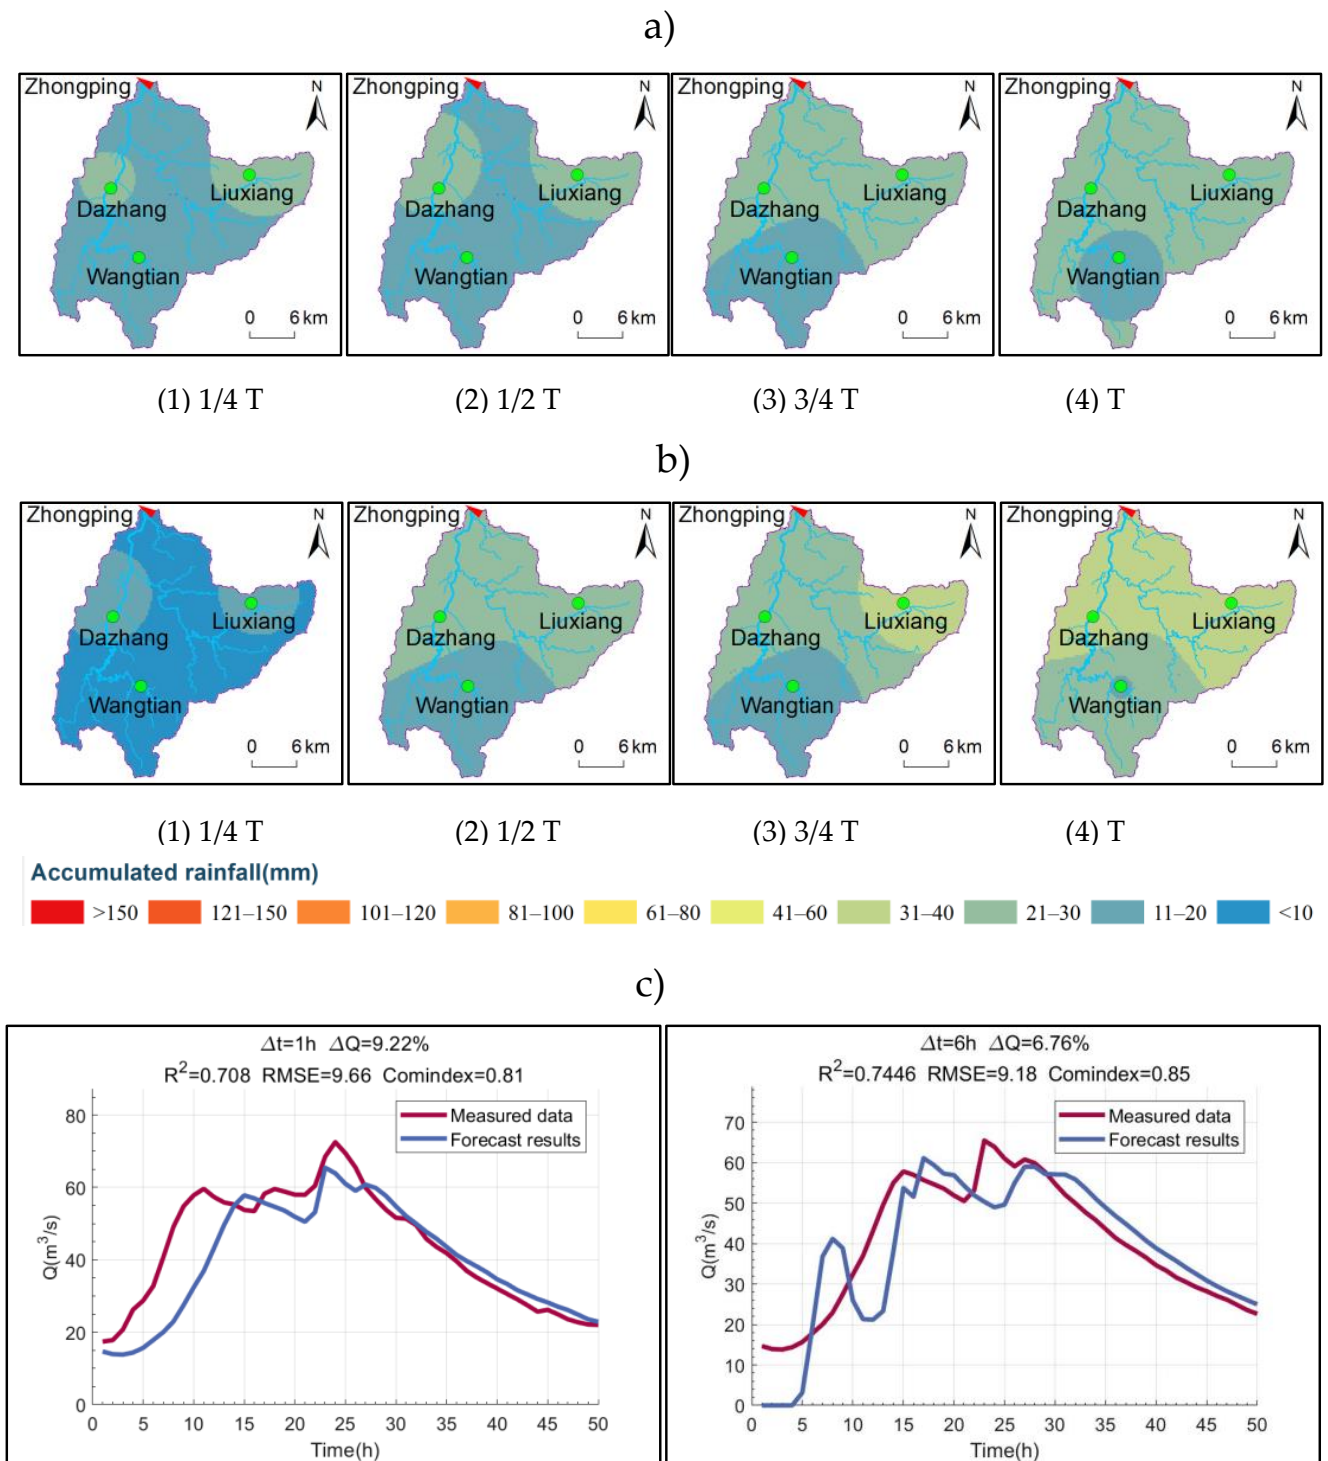 a)
Zhongping N Zhongping N Zhongping N Zhongping N
Dazhang Liuxiang Dazhang Liuxiang Dazhang Liuxiang Dazhang Liuxiang
Wangtian Wangtian Wangtian Wangtian
0 6 km 0 6 km 0 6 km 0 6 km
(1) 1/4 T (2) 1/2 T (3) 3/4 T (4) T
b)
Zhongping N Zhongping N Zhongping N Zhongping N
Dazhang Liuxiang Dazhang Liuxiang Dazhang Liuxiang Dazhang Liuxiang
Wangtian Wangtian Wangtian Wangtian
0 6 km 0 6 km 0 6 km 0 6 km
(1) 1/4 T (2) 1/2 T (3) 3/4 T (4) T
Accumulated rainfall(mm)
>150 121–150 101–120 81–100 61–80 41–60 31–40 21–30 11–20 <10
c)
Δt=1h ΔQ=9.22%
R²=0.708 RMSE=9.66 Comindex=0.81
Measured data
Forecast results
Q(m³/s)
80
60
40
20
0
0 5 10 15 20 25 30 35 40 45 50
Time(h)
Δt=6h ΔQ=6.76%
R²=0.7446 RMSE=9.18 Comindex=0.85
Measured data
Forecast results
Q(m³/s)
70
60
50
40
30
20
10
0
0 5 10 15 20 25 30 35 40 45 50
Time(h)